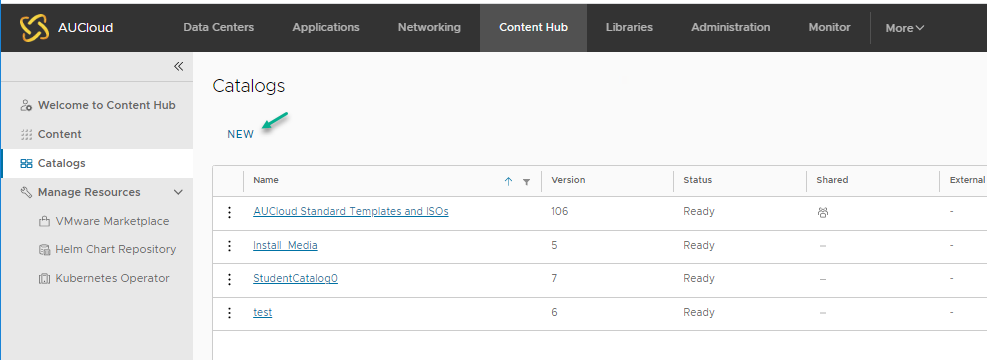 AUCloud Data Centers Applications Networking Content Hub Libraries Administration Monitor More
Welcome to Content Hub
Content
Catalogs
Manage Resources
VMware Marketplace
Helm Chart Repository
Kubernetes Operator
Catalogs
NEW
Name Version Status Shared External
AUCloud Standard Templates and ISOs 106 Ready -
Install_Media 5 Ready – -
StudentCatalog0 7 Ready – -
test 6 Ready – -